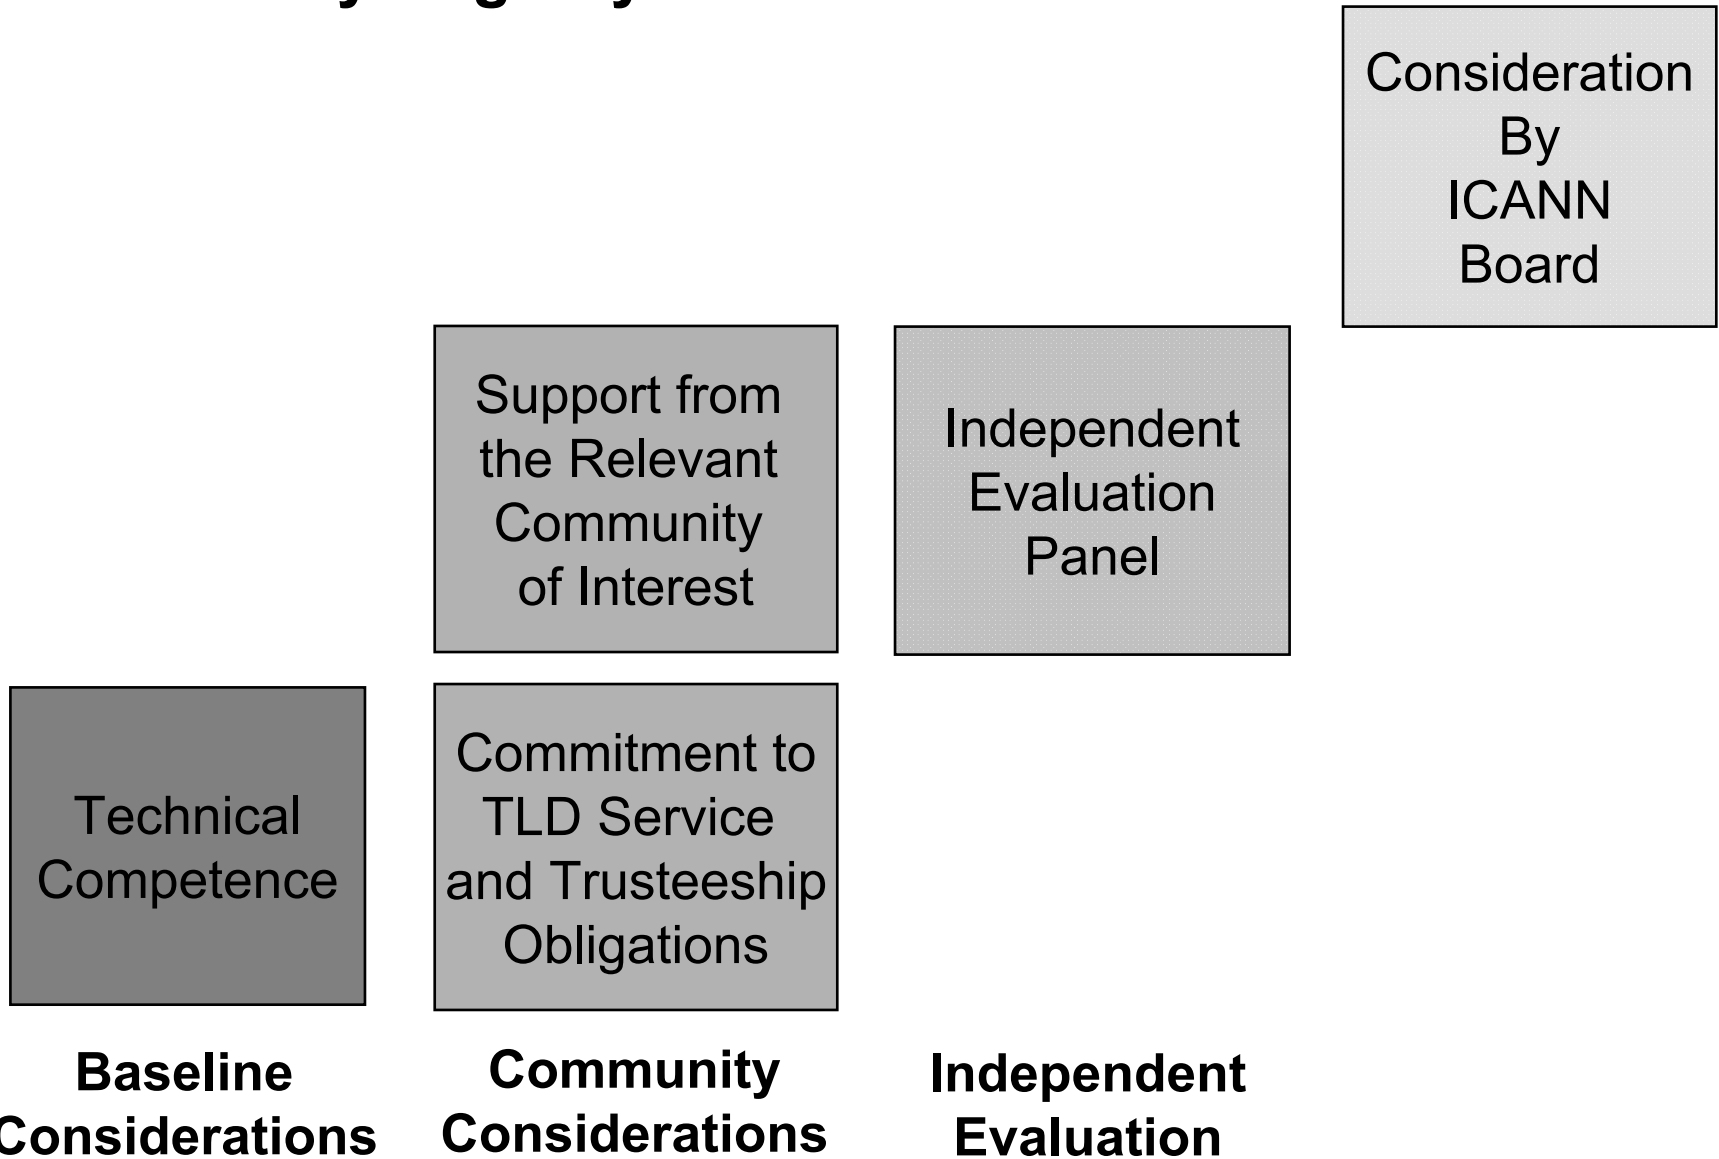 Consideration
By
ICANN
Board
Support from
the Relevant
Community
of Interest
Independent
Evaluation
Panel
Technical
Competence
Commitment to
TLD Service
and Trusteeship
Obligations
Baseline
Considerations
Community
Considerations
Independent
Evaluation